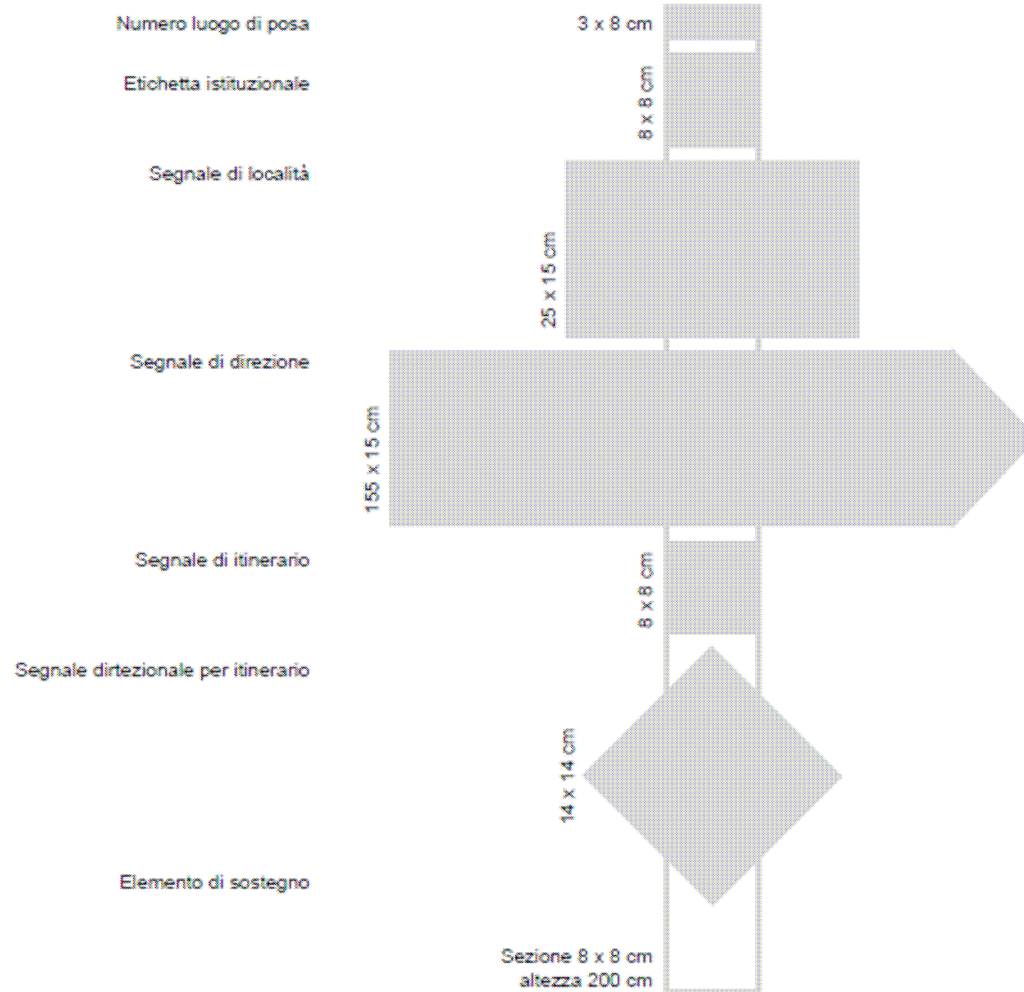 Numero luogo di posa
3 x 8 cm
Etichetta istituzionale
8 x 8 cm
Segnale di località
25 x 15 cm
Segnale di direzione
155 x 15 cm
Segnale di itinerario
8 x 8 cm
Segnale dirtezionale per itinerario
14 x 14 cm
Elemento di sostegno
Sezione 8 x 8 cm
altezza 200 cm